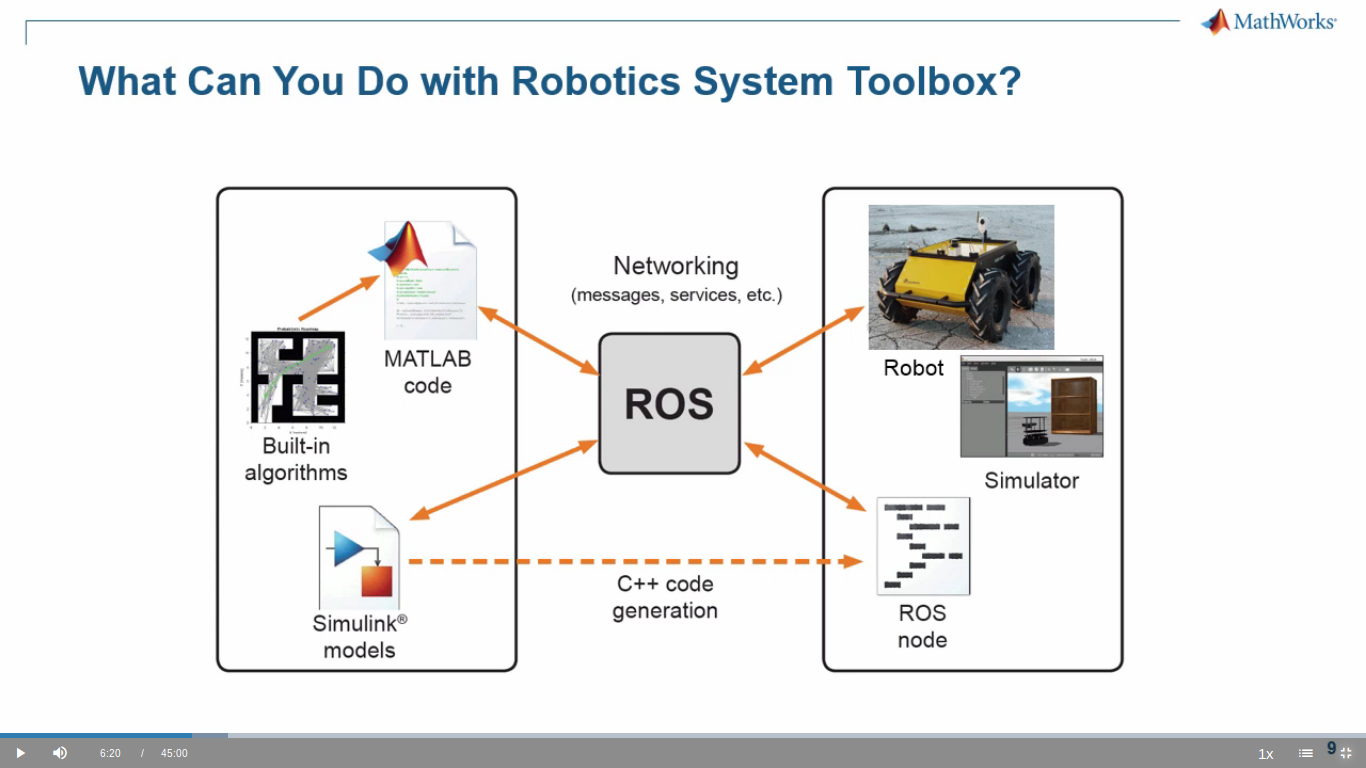 MathWorks®
What Can You Do with Robotics System Toolbox?
MATLAB
code
Built-in
algorithms
Simulink®
models
Networking
(messages, services, etc.)
ROS
C++ code
generation
Robot
Simulator
ROS
node
6:20 / 45:00
1x
9